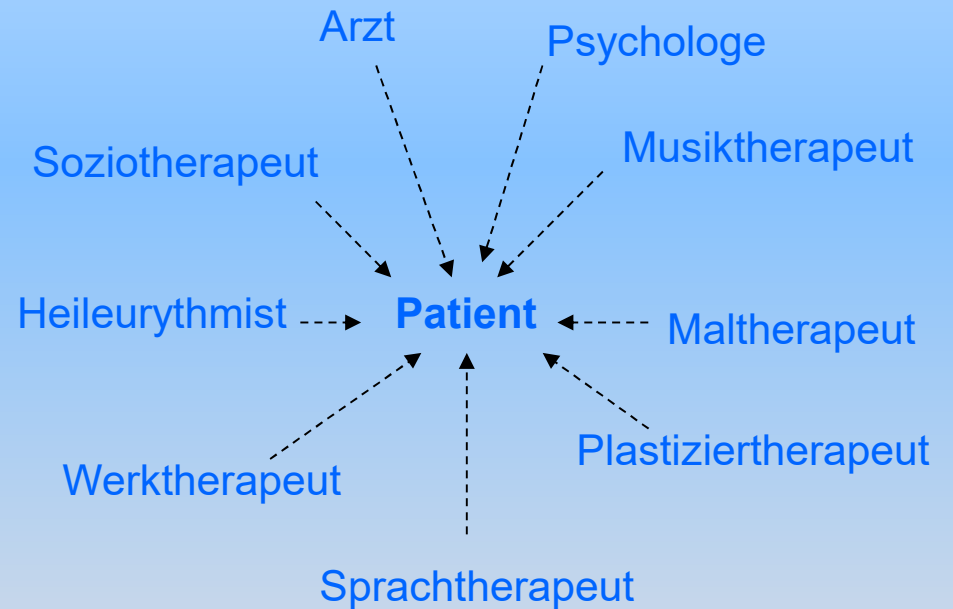 Arzt
Psychologe
Soziotherapeut
Musiktherapeut
Heileurythmist
Patient
Maltherapeut
Werktherapeut
Plastiziertherapeut
Sprachtherapeut